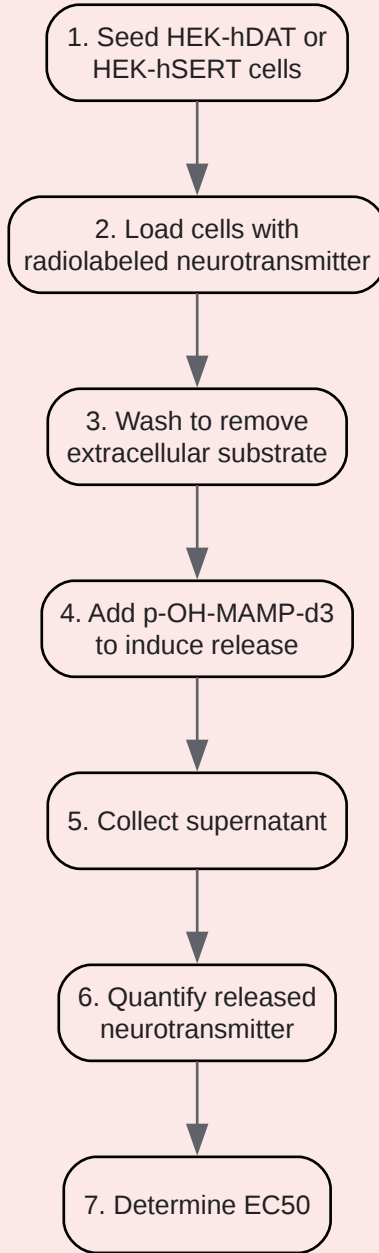 1. Seed HEK-hDAT or
HEK-hSERT cells
2. Load cells with
radiolabeled neurotransmitter
3. Wash to remove
extracellular substrate
4. Add p-OH-MAMP-d3
to induce release
5. Collect supernatant
6. Quantify released
neurotransmitter
7. Determine EC50